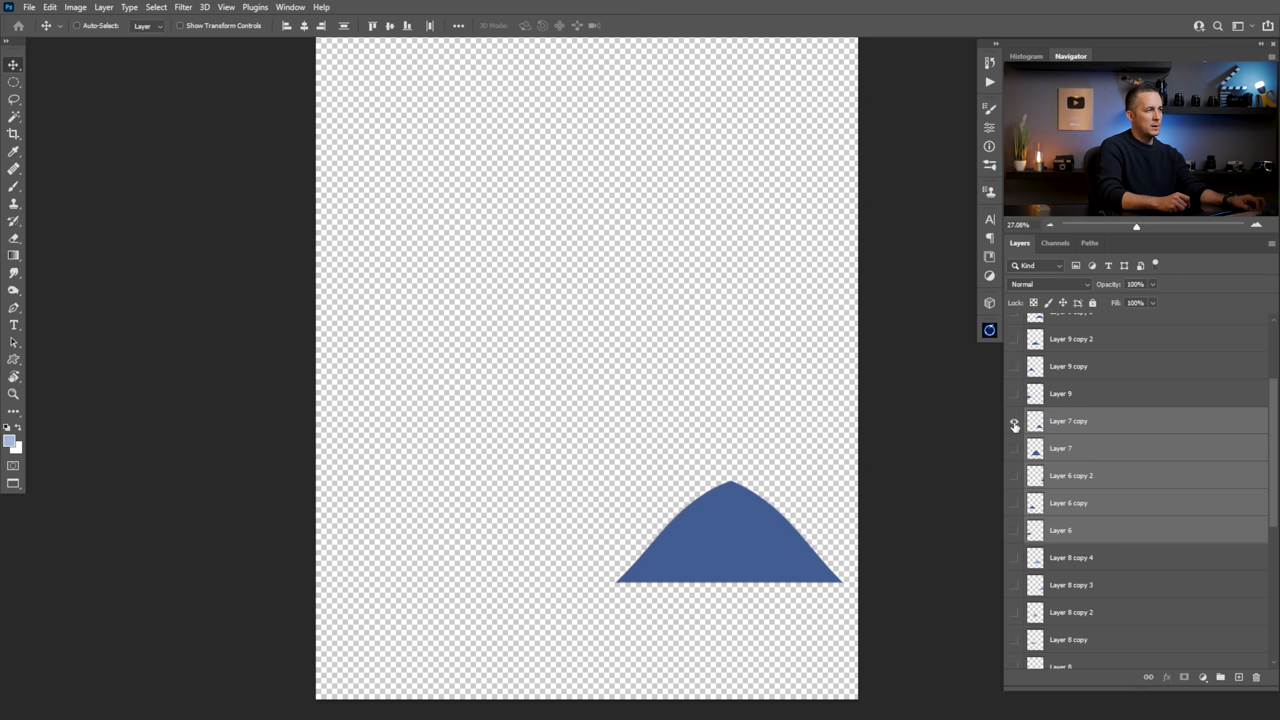 Ps File Edit Image Layer Type Select Filter 3D View Plugins Window Help
Auto-Select: Layer Show Transform Controls 3D Mode:
Histogram Navigator
27.08%
Layers Channels Paths
Kind
Normal Opacity: 100%
Lock: Fill: 100%
Layer 9 copy 2
Layer 9 copy
Layer 9
Layer 7 copy
Layer 7
Layer 6 copy 2
Layer 6 copy
Layer 6
Layer 8 copy 4
Layer 8 copy 3
Layer 8 copy 2
Layer 8 copy
Layer 8